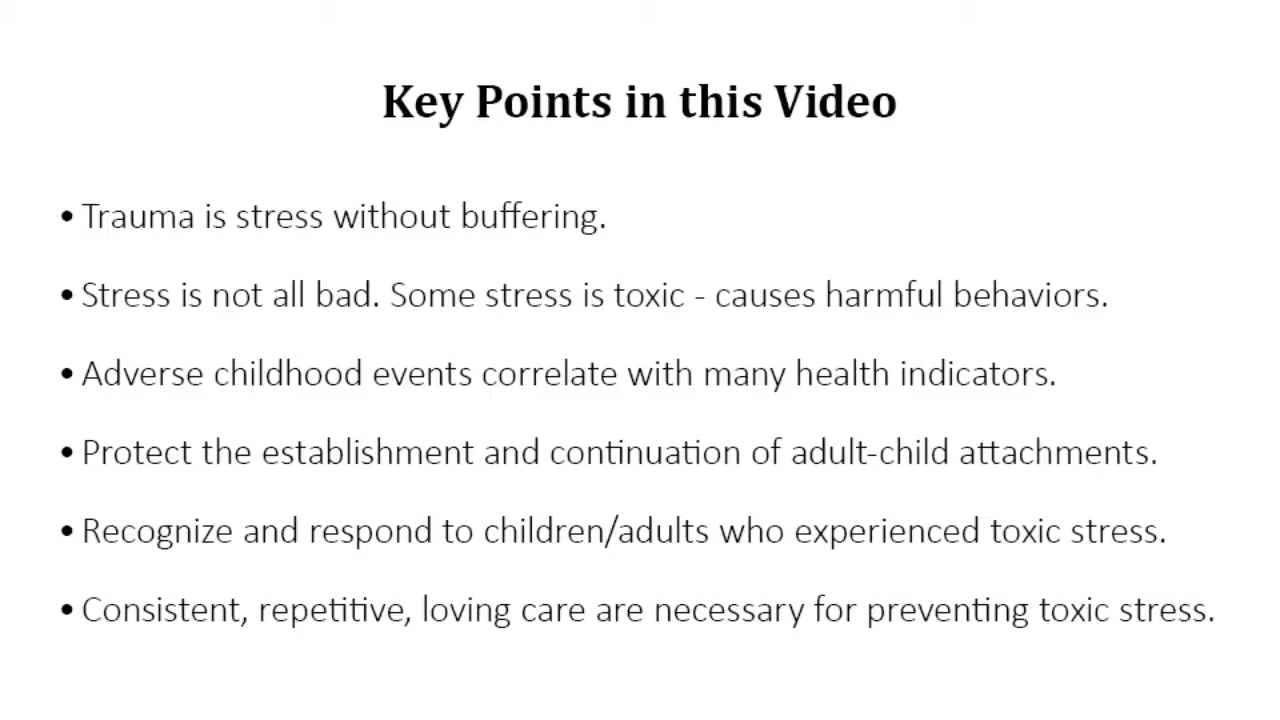 Key Points in this Video
• Trauma is stress without buffering.
• Stress is not all bad. Some stress is toxic - causes harmful behaviors.
• Adverse childhood events correlate with many health indicators.
• Protect the establishment and continuation of adult-child attachments.
• Recognize and respond to children/adults who experienced toxic stress.
• Consistent, repetitive, loving care are necessary for preventing toxic stress.